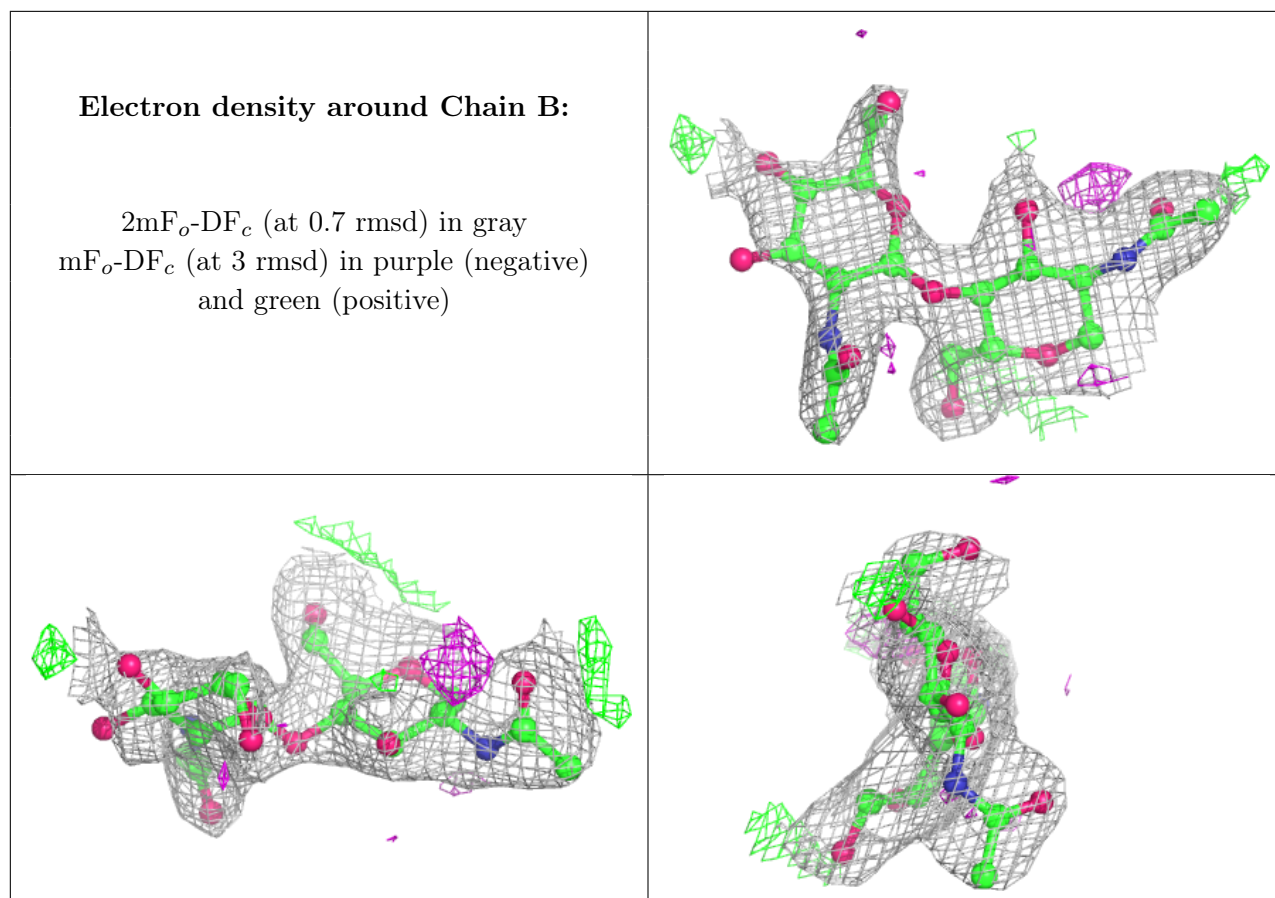 Electron density around Chain B:
2mFo-DFc (at 0.7 rmsd) in gray
mFo-DFc (at 3 rmsd) in purple (negative)
and green (positive)